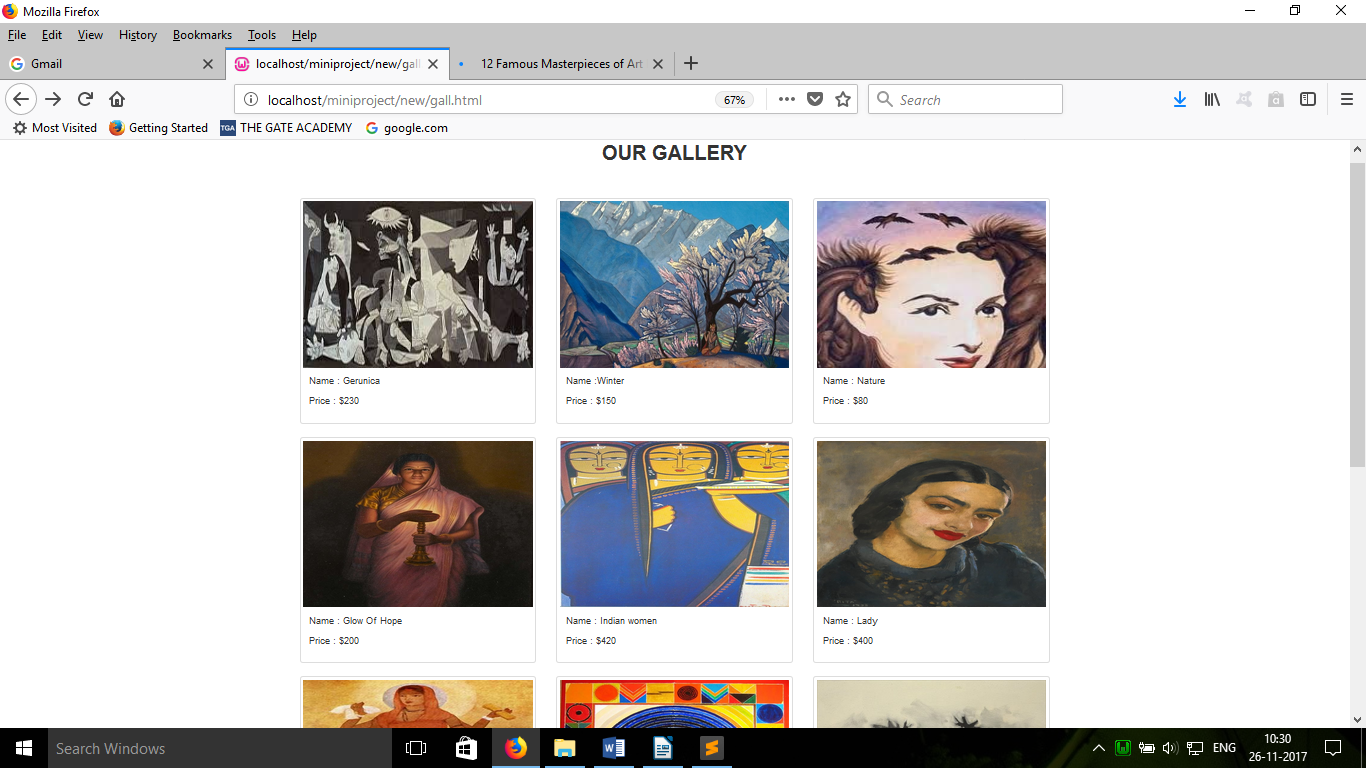 Mozilla Firefox
File Edit View History Bookmarks Tools Help
Gmail
localhost/miniproject/new/gall
12 Famous Masterpieces of Art
localhost/miniproject/new/gall.html
67%
Search
Most Visited Getting Started TGA THE GATE ACADEMY google.com
OUR GALLERY
Name : Gerunica
Price : $230
Name :Winter
Price : $150
Name : Nature
Price : $80
Name : Glow Of Hope
Price : $200
Name : Indian women
Price : $420
Name : Lady
Price : $400
Search Windows
ENG
10:30
26-11-2017